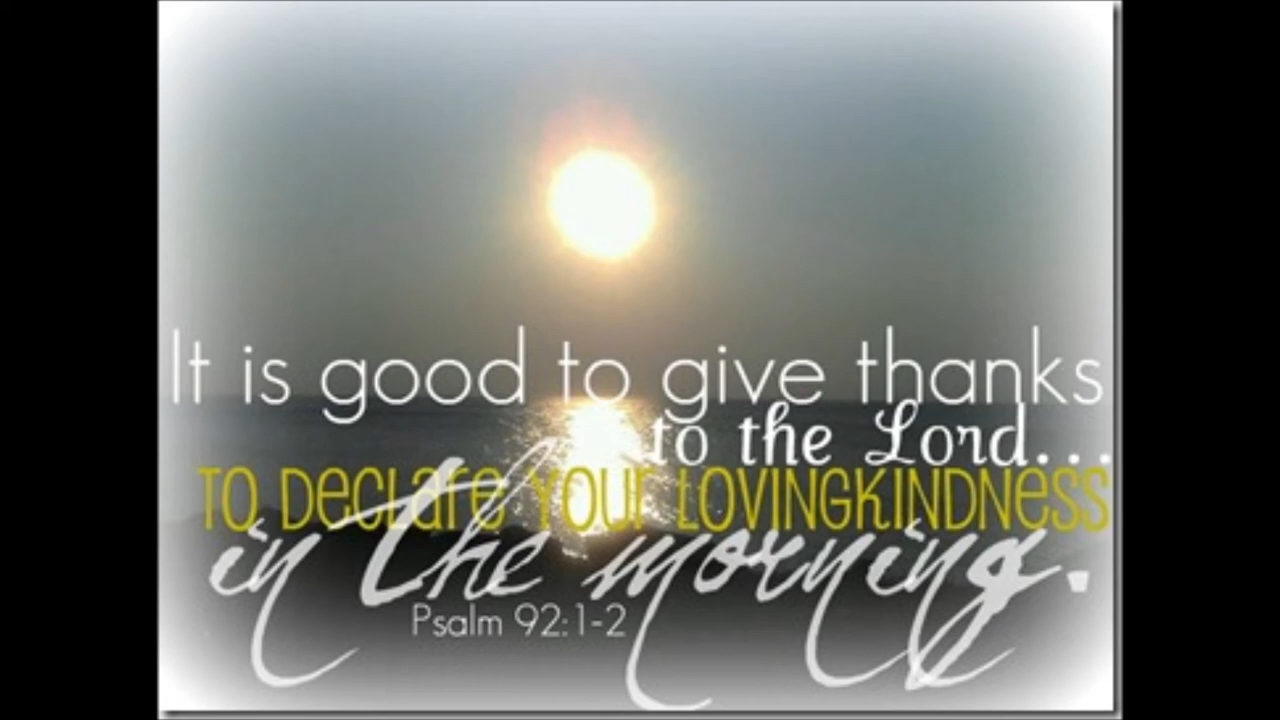 It is good to give thanks
to the Lord...
TO DecLare YOUr LOVINGKINDNess
in the morning.
Psalm 92:1-2